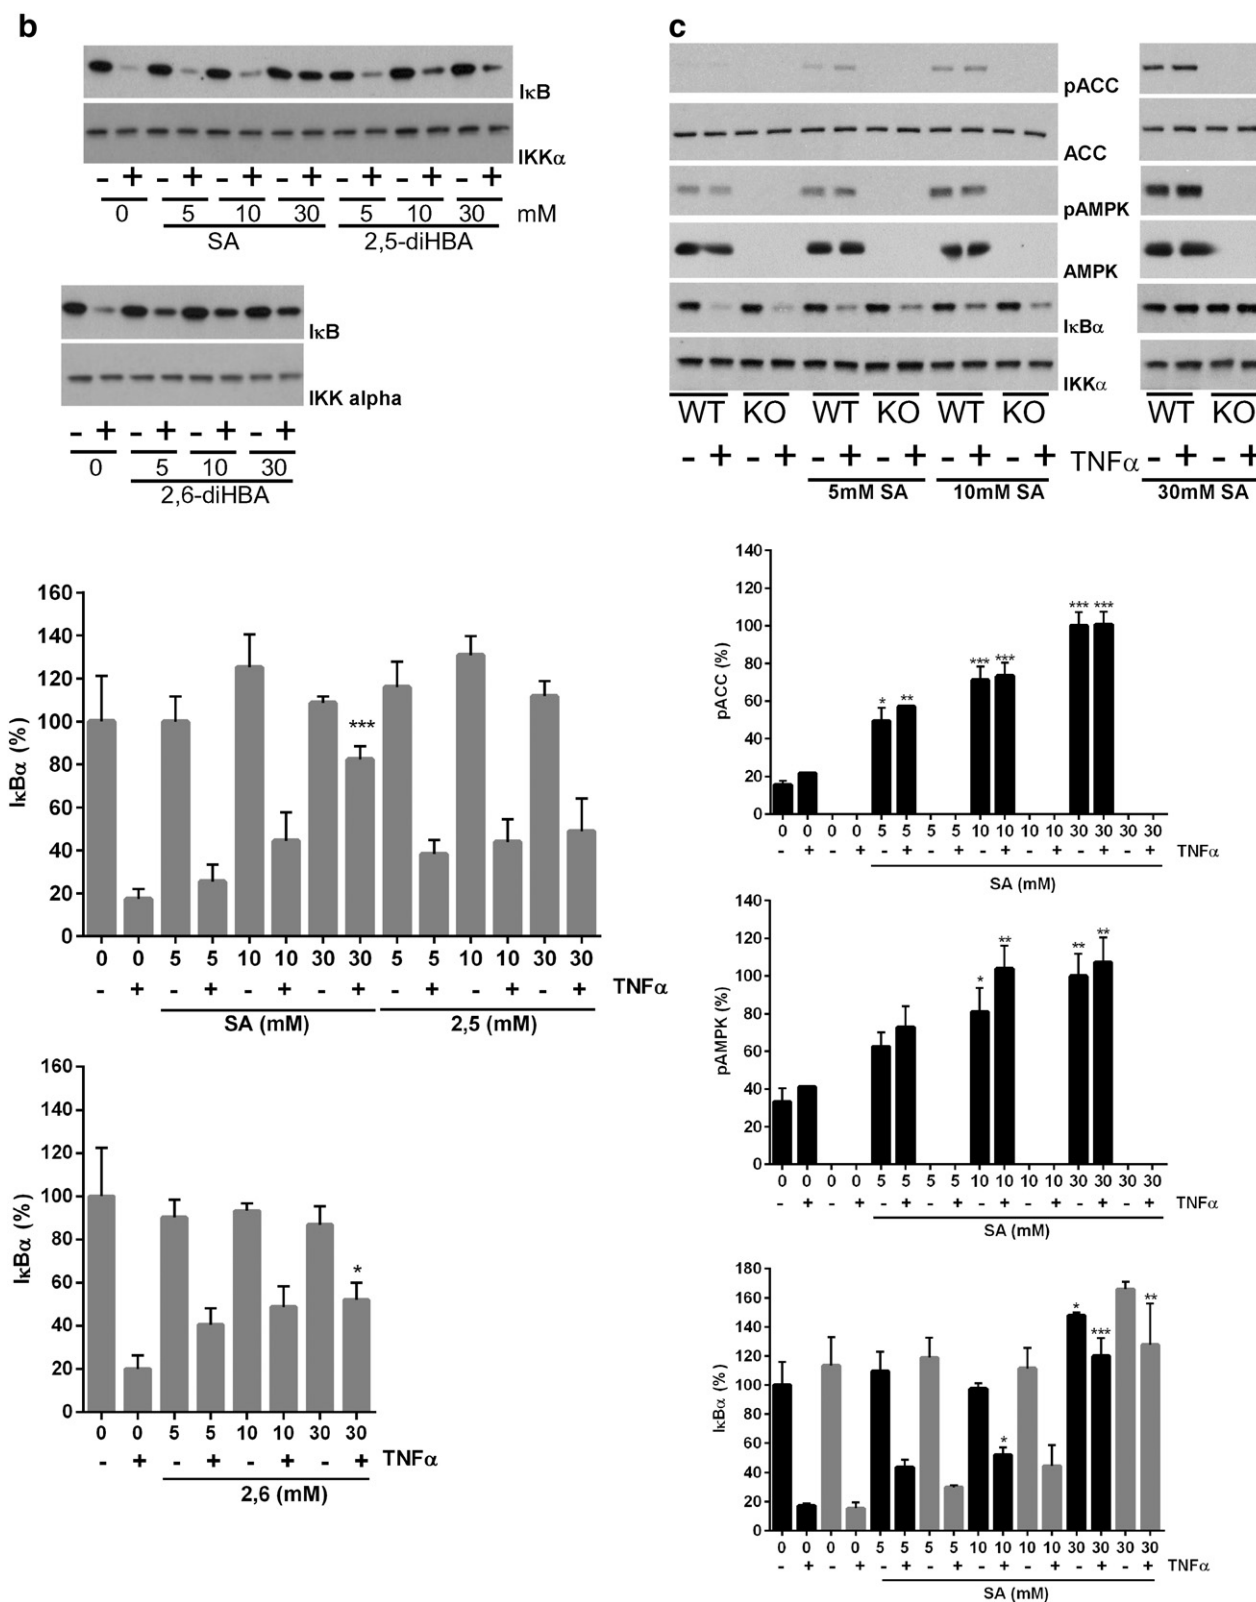 b
IκB
IKKα
- + - + - + - + - + - + - +
0 5 10 30 5 10 30 mM
SA 2,5-diHBA
IκB
IKK alpha
- + - + - + - +
0 5 10 30
2,6-diHBA
160
140
120
100
80
60
40
20
0
IκBα (%)
***
0 0 5 5 10 10 30 30 5 5 10 10 30 30
- + - + - + - + - + - + - + TNFα
SA (mM) 2,5 (mM)
160
140
120
100
80
60
40
20
0
IκBα (%)
*
0 0 5 5 10 10 30 30
- + - + - + - + TNFα
2,6 (mM)
c
pACC
ACC
pAMPK
AMPK
IκBα
IKKα
WT KO WT KO WT KO WT KO
- + - + - + - + - + - + TNFα - + - +
5mM SA 10mM SA 30mM SA
140
120
100
80
60
40
20
0
pACC (%)
* ** *** *** *** ***
0 0 0 0 5 5 5 5 10 10 10 10 30 30 30 30
- + - + - + - + - + - + - + - + TNFα
SA (mM)
140
120
100
80
60
40
20
0
pAMPK (%)
* ** ** **
0 0 0 0 5 5 5 5 10 10 10 10 30 30 30 30
- + - + - + - + - + - + - + - + TNFα
SA (mM)
180
160
140
120
100
80
60
40
20
0
IκBα (%)
* * *** **
0 0 0 0 5 5 5 5 10 10 10 10 30 30 30 30
- + - + - + - + - + - + - + - + TNFα
SA (mM)